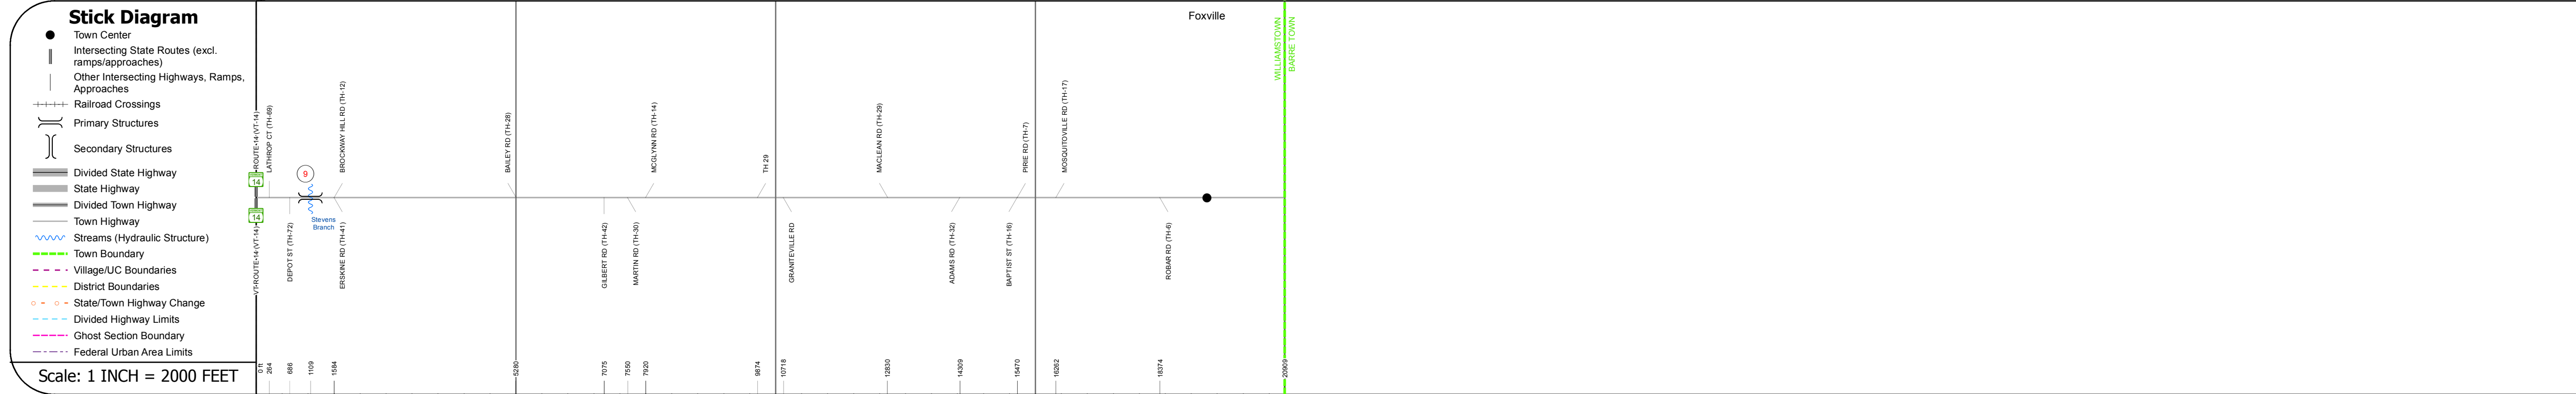 Stick Diagram
Town Center
Intersecting State Routes (excl.
ramps/approaches)
Other Intersecting Highways, Ramps,
Approaches
Railroad Crossings
Primary Structures
Secondary Structures
Divided State Highway
State Highway
Divided Town Highway
Town Highway
Streams (Hydraulic Structure)
Town Boundary
Village/UC Boundaries
District Boundaries
State/Town Highway Change
Divided Highway Limits
Ghost Section Boundary
Federal Urban Area Limits
Scale: 1 INCH = 2000 FEET
Foxville
WILLIAMSTOWN
BARRE TOWN
VT-ROUTE-14 (VT-14)
LATHROP CT (TH-69)
BROCKWAY HILL RD (TH-12)
BAILEY RD (TH-28)
MCGLYNN RD (TH-14)
TH 29
MACLEAN RD (TH-29)
PIRIE RD (TH-7)
MOSQUITOVILLE RD (TH-17)
9
14
14
Stevens
Branch
VT-ROUTE-14 (VT-14)
DEPOT ST (TH-72)
ERSKINE RD (TH-41)
GILBERT RD (TH-42)
MARTIN RD (TH-30)
GRANITEVILLE RD
ADAMS RD (TH-32)
BAPTIST ST (TH-16)
ROBAR RD (TH-6)
0 ft
264
686
1109
1584
5280
7075
7550
7920
9874
10718
12830
14309
15470
16262
18374
20909